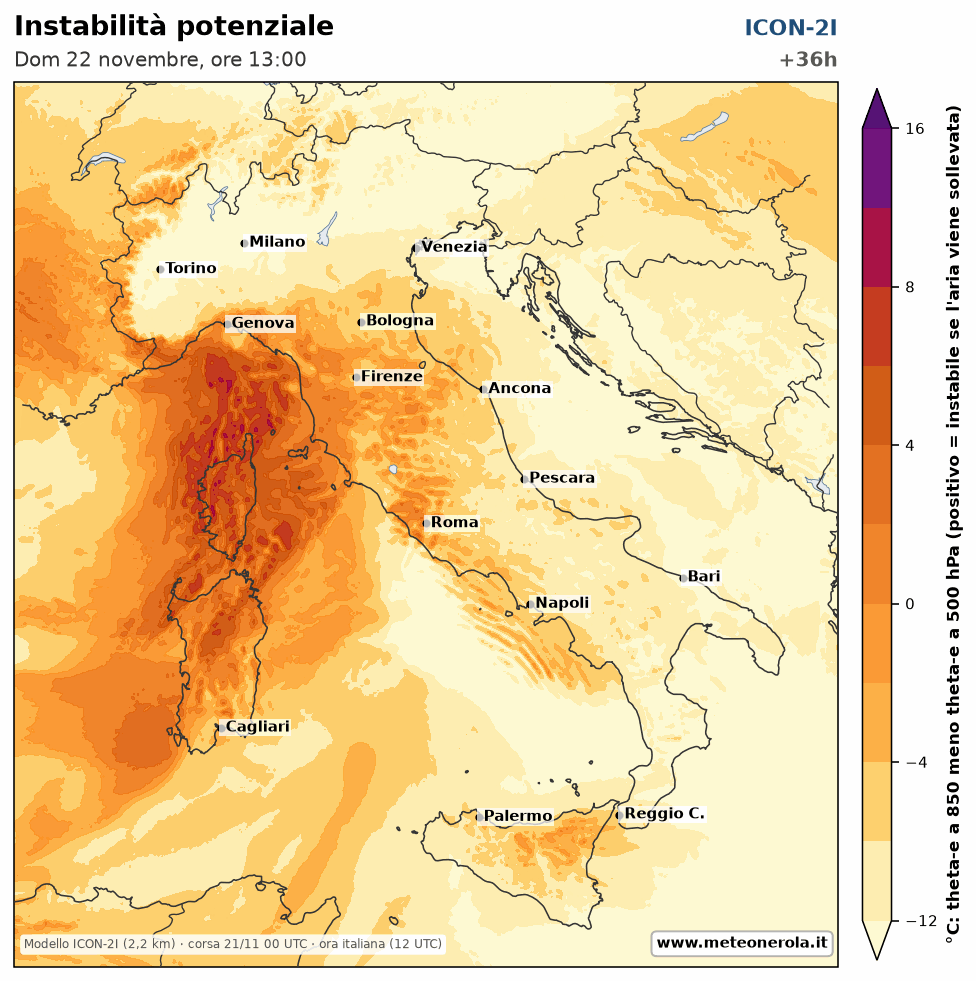 Instabilità potenziale
ICON-2I
Dom 22 novembre, ore 13:00
+36h
16
8
4
0
−4
−12
°C: theta-e a 850 meno theta-e a 500 hPa (positivo = instabile se l'aria viene sollevata)
Milano
Venezia
Torino
Genova
Bologna
Firenze
Ancona
Pescara
Roma
Bari
Napoli
Cagliari
Palermo
Reggio C.
Modello ICON-2I (2,2 km) · corsa 21/11 00 UTC · ora italiana (12 UTC)
www.meteonerola.it